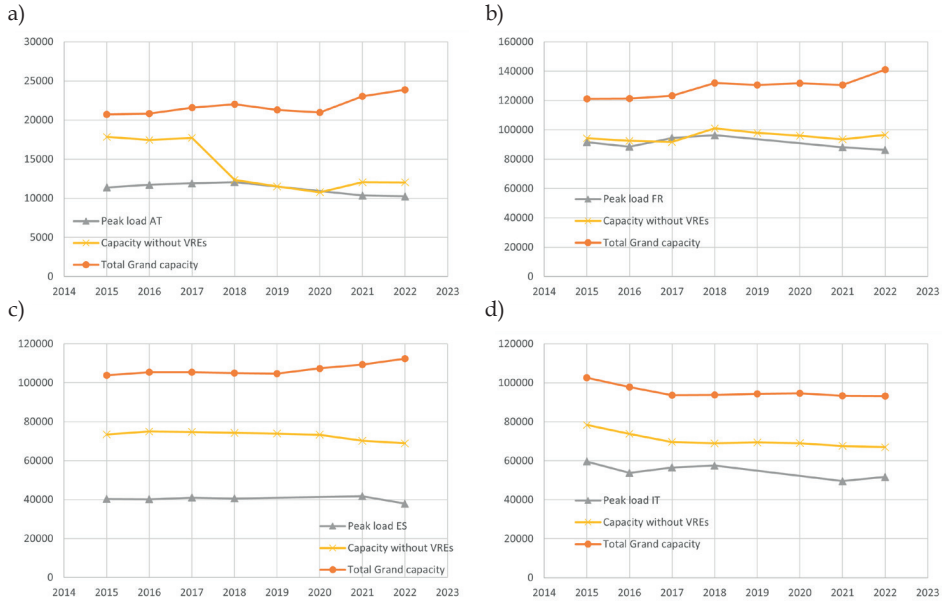 a)
30000
25000
20000
15000
10000
5000
0
Peak load AT
Capacity without VREs
Total Grand capacity
2014 2015 2016 2017 2018 2019 2020 2021 2022 2023
b)
160000
140000
120000
100000
80000
60000
40000
20000
0
Peak load FR
Capacity without VREs
Total Grand capacity
2014 2015 2016 2017 2018 2019 2020 2021 2022 2023
c)
120000
100000
80000
60000
40000
20000
0
Peak load ES
Capacity without VREs
Total Grand capacity
2014 2015 2016 2017 2018 2019 2020 2021 2022 2023
d)
120000
100000
80000
60000
40000
20000
0
Peak load IT
Capacity without VREs
Total Grand capacity
2014 2015 2016 2017 2018 2019 2020 2021 2022 2023